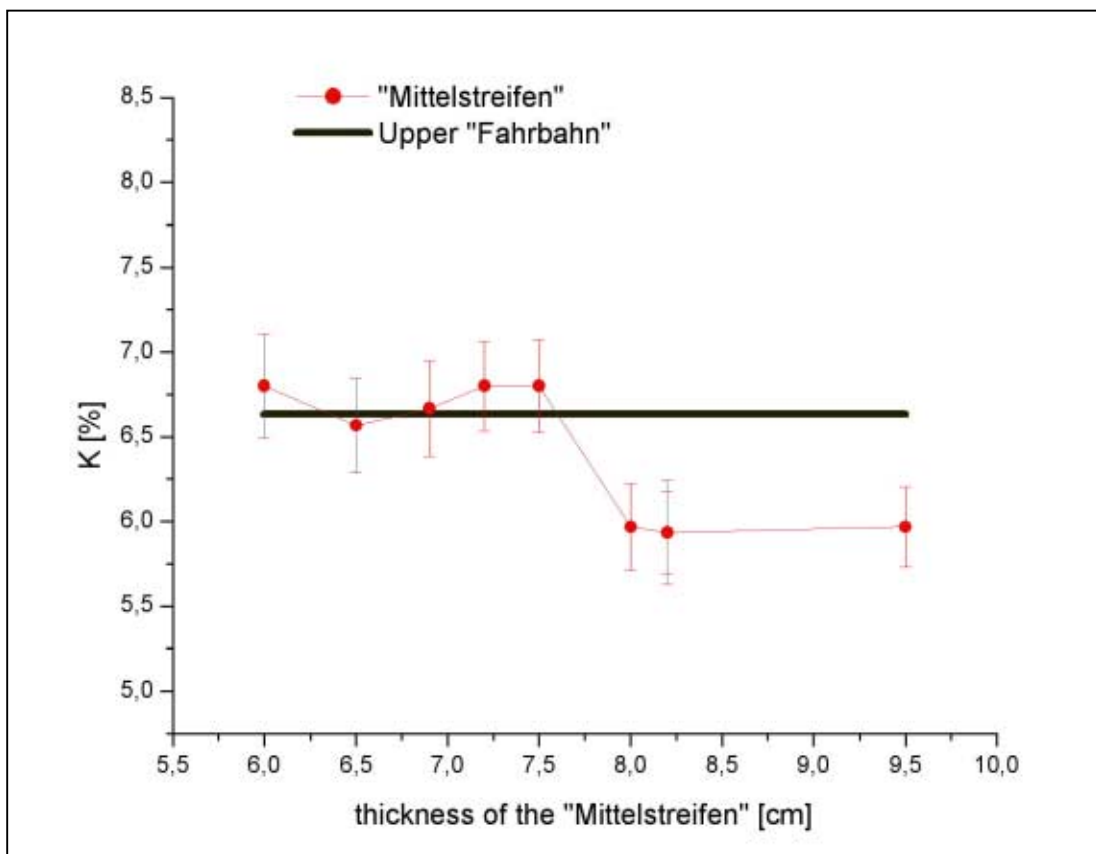 "Mittelstreifen"
Upper "Fahrbahn"
8,5
8,0
7,5
7,0
6,5
6,0
5,5
5,0
K [%]
5,5 6,0 6,5 7,0 7,5 8,0 8,5 9,0 9,5 10,0
thickness of the "Mittelstreifen" [cm]